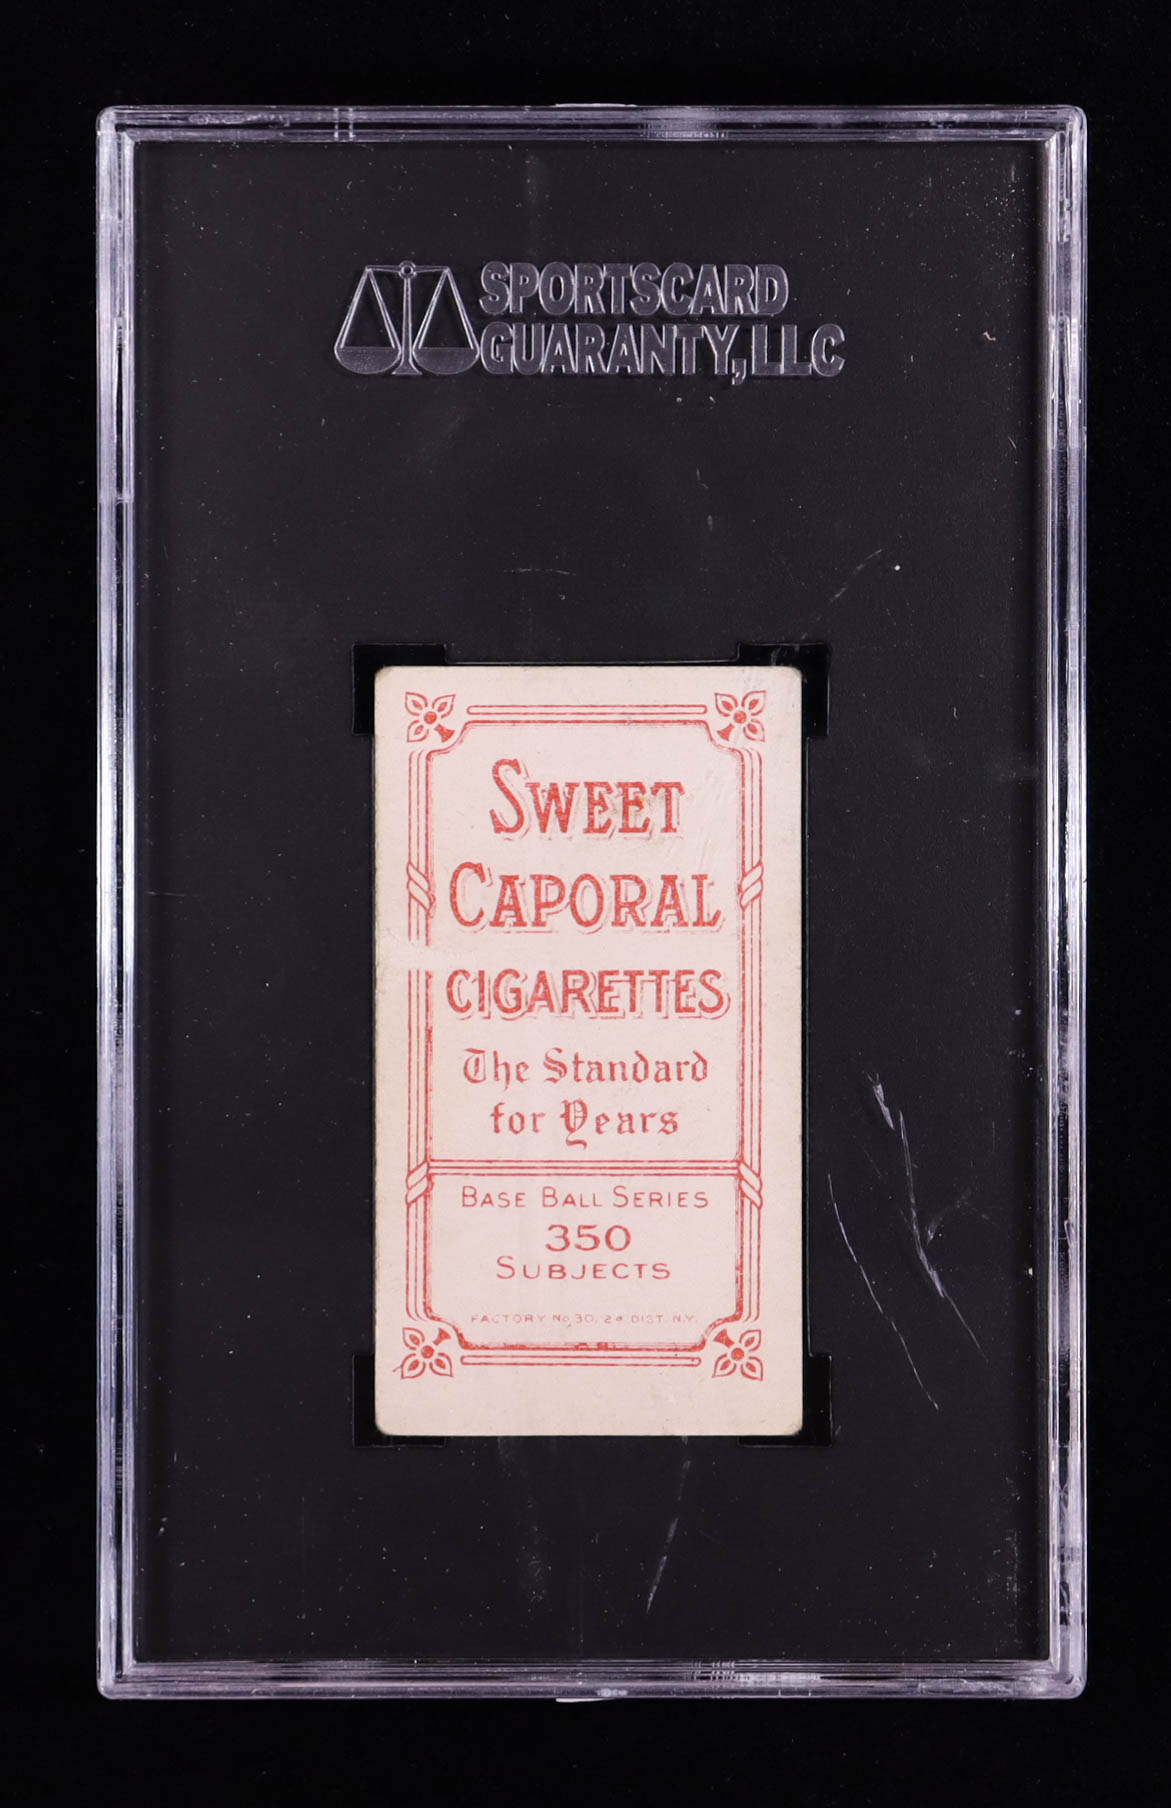 SPORTSCARD
GUARANTY, LLC
SWEET
CAPORAL
CIGARETTES
The Standard
for Years
BASE BALL SERIES
350
SUBJECTS
FACTORY No. 30, 2d DIST. N.Y.